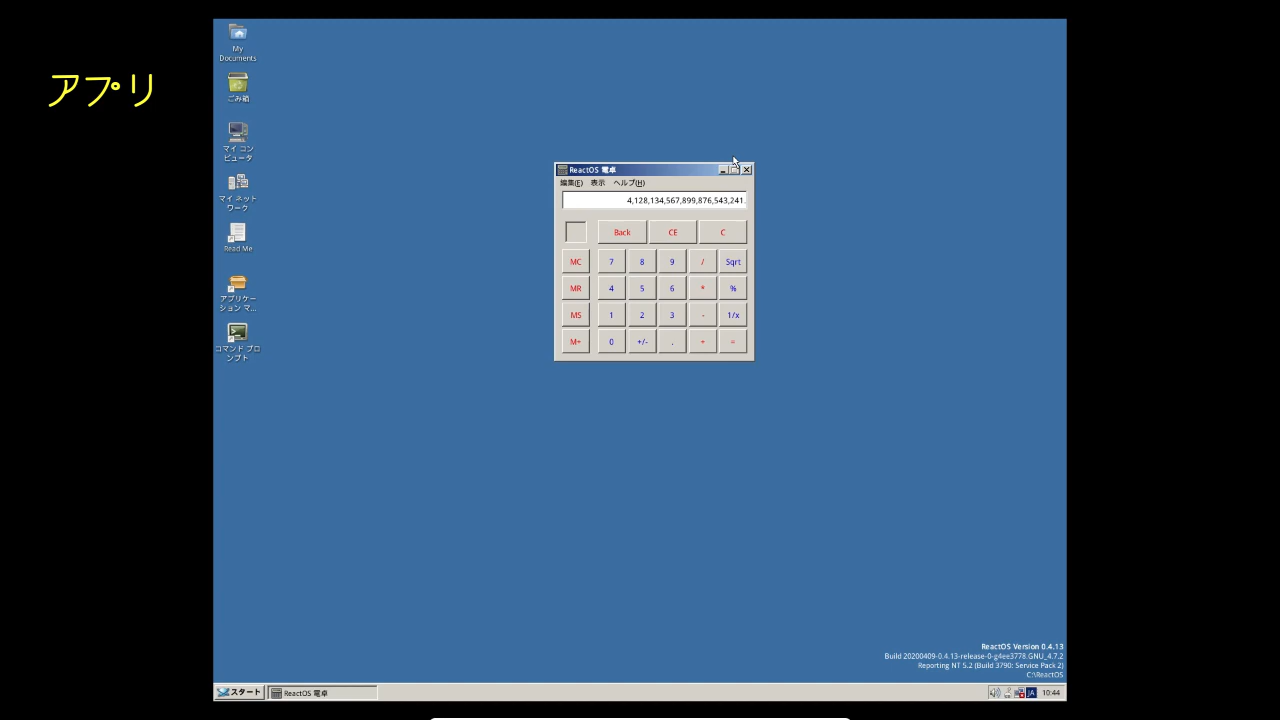 アプリ
My
Documents
ごみ箱
マイ コン
ピュータ
マイ ネット
ワーク
Read Me
アプリケー
ション マ...
コマンド プロ
ンプト
ReactOS 電卓
編集(E) 表示 ヘルプ(H)
4,128,134,567,899,876,543,241.
Back CE C
MC 7 8 9 / Sqrt
MR 4 5 6 * %
MS 1 2 3 - 1/x
M+ 0 +/- . + =
ReactOS Version 0.4.13
Build 20200409-0.4.13-release-0-g4ee3778.GNU_4.7.2
Reporting NT 5.2 (Build 3790: Service Pack 2)
C:\ReactOS
スタート ReactOS 電卓 JA 10:44